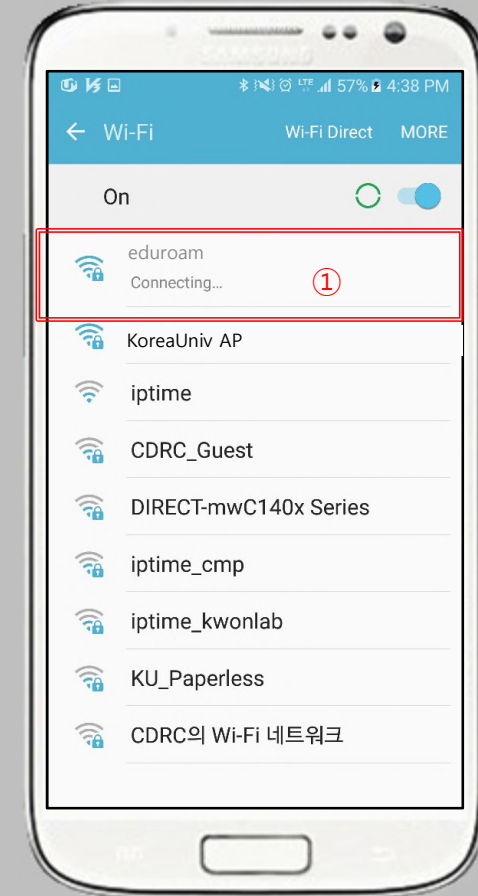 SAMSUNG
LTE 57% 4:38 PM
Wi-Fi Wi-Fi Direct MORE
On
eduroam
Connecting...
①
KoreaUniv AP
iptime
CDRC_Guest
DIRECT-mwC140x Series
iptime_cmp
iptime_kwonlab
KU_Paperless
CDRC의 Wi-Fi 네트워크